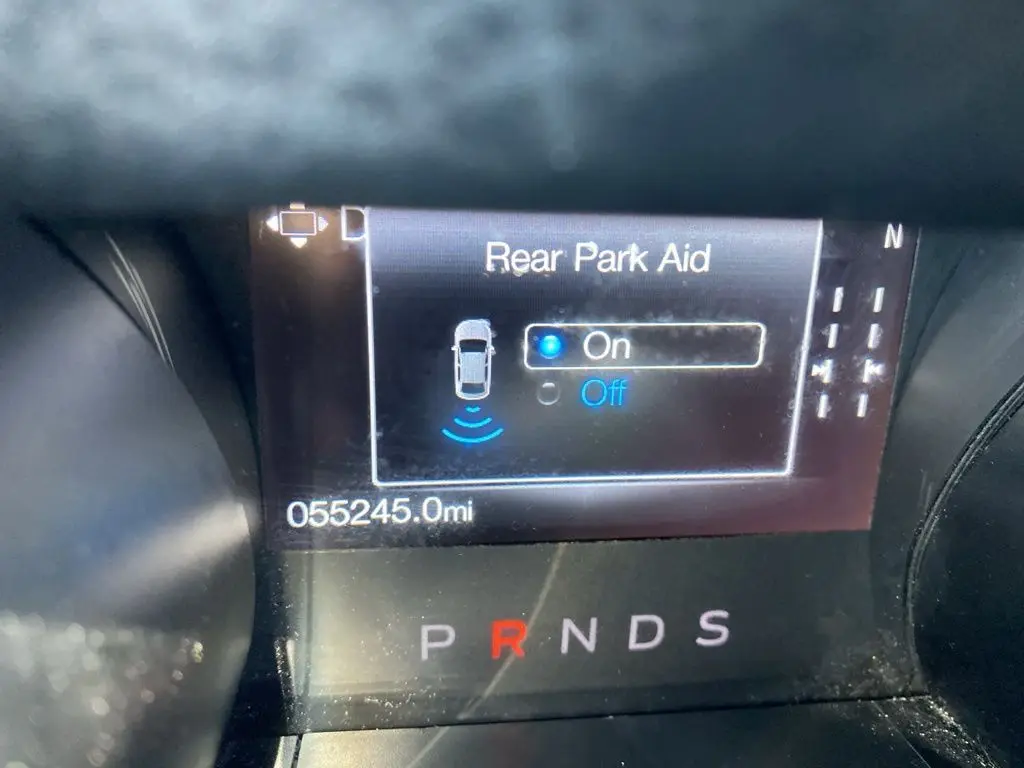 D
N
Rear Park Aid
On
Off
055245.0mi
P R N D S